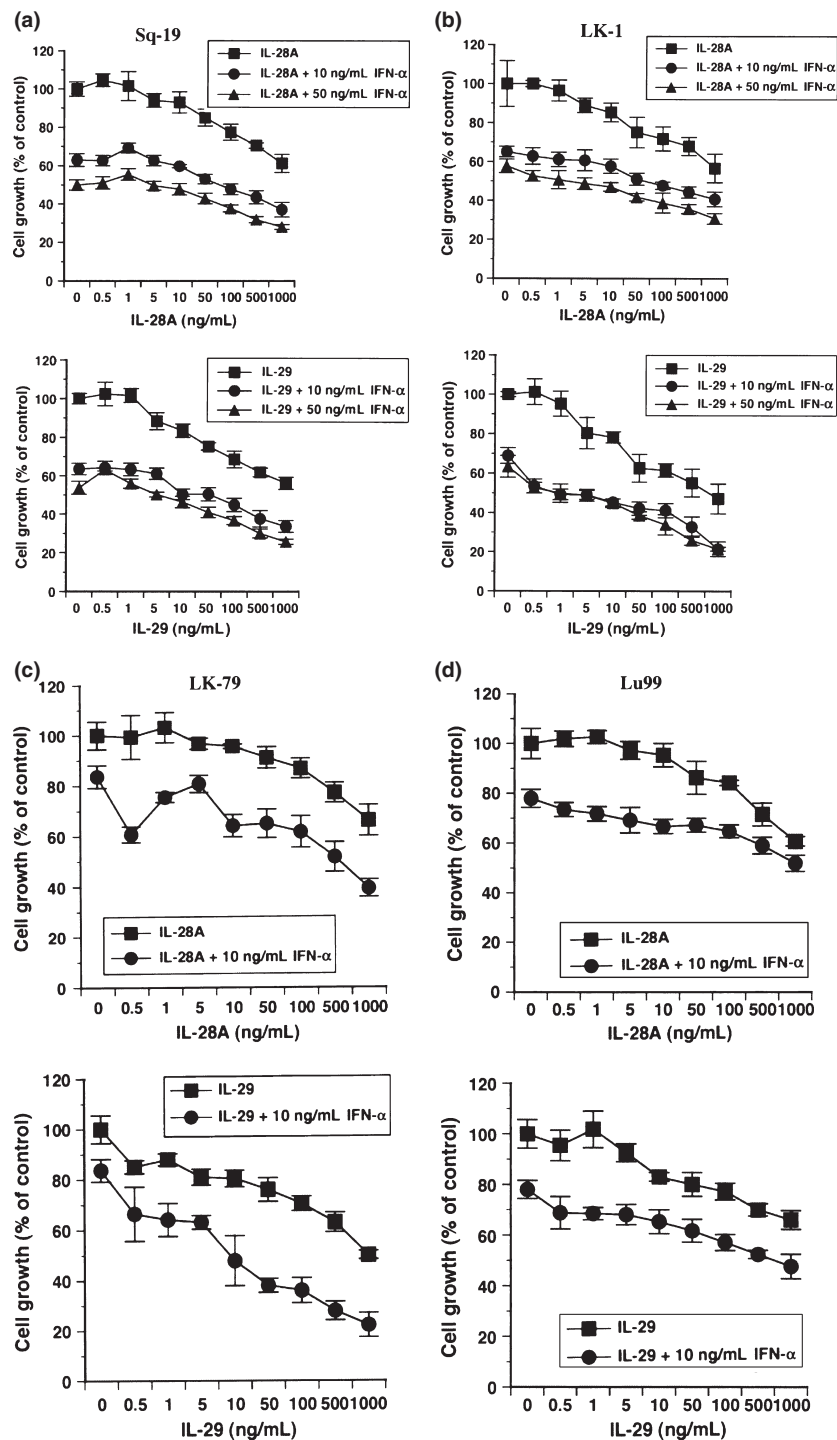 (a)
Sq-19
Cell growth (% of control)
120
100
80
60
40
20
0
IL-28A
IL-28A + 10 ng/mL IFN-α
IL-28A + 50 ng/mL IFN-α
0 0.5 1 5 10 50 100 500 1000
IL-28A (ng/mL)
Cell growth (% of control)
120
100
80
60
40
20
0
IL-29
IL-29 + 10 ng/mL IFN-α
IL-29 + 50 ng/mL IFN-α
0 0.5 1 5 10 50 100 500 1000
IL-29 (ng/mL)
(b)
LK-1
Cell growth (% of control)
120
100
80
60
40
20
0
IL-28A
IL-28A + 10 ng/mL IFN-α
IL-28A + 50 ng/mL IFN-α
0 0.5 1 5 10 50 100 500 1000
IL-28A (ng/mL)
Cell growth (% of control)
120
100
80
60
40
20
0
IL-29
IL-29 + 10 ng/mL IFN-α
IL-29 + 50 ng/mL IFN-α
0 0.5 1 5 10 50 100 500 1000
IL-29 (ng/mL)
(c)
LK-79
Cell growth (% of control)
120
100
80
60
40
20
0
IL-28A
IL-28A + 10 ng/mL IFN-α
0 0.5 1 5 10 50 100 500 1000
IL-28A (ng/mL)
Cell growth (% of control)
120
100
80
60
40
20
0
IL-29
IL-29 + 10 ng/mL IFN-α
0 0.5 1 5 10 50 100 500 1000
IL-29 (ng/mL)
(d)
Lu99
Cell growth (% of control)
120
100
80
60
40
20
0
IL-28A
IL-28A + 10 ng/mL IFN-α
0 0.5 1 5 10 50 100 500 1000
IL-28A (ng/mL)
Cell growth (% of control)
120
100
80
60
40
20
0
IL-29
IL-29 + 10 ng/mL IFN-α
0 0.5 1 5 10 50 100 500 1000
IL-29 (ng/mL)